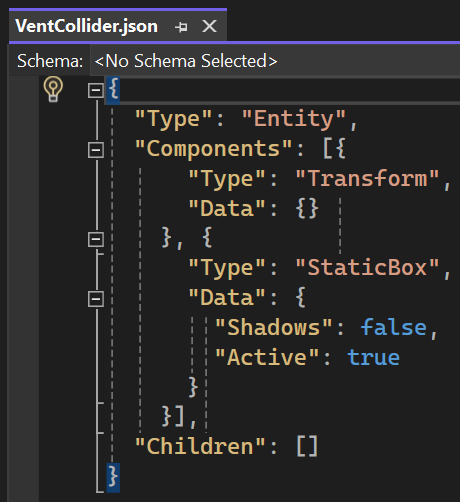 VentCollider.json
Schema: <No Schema Selected>
{
"Type": "Entity",
"Components": [{
"Type": "Transform",
"Data": {}
}, {
"Type": "StaticBox",
"Data": {
"Shadows": false,
"Active": true
}
}],
"Children": []
}